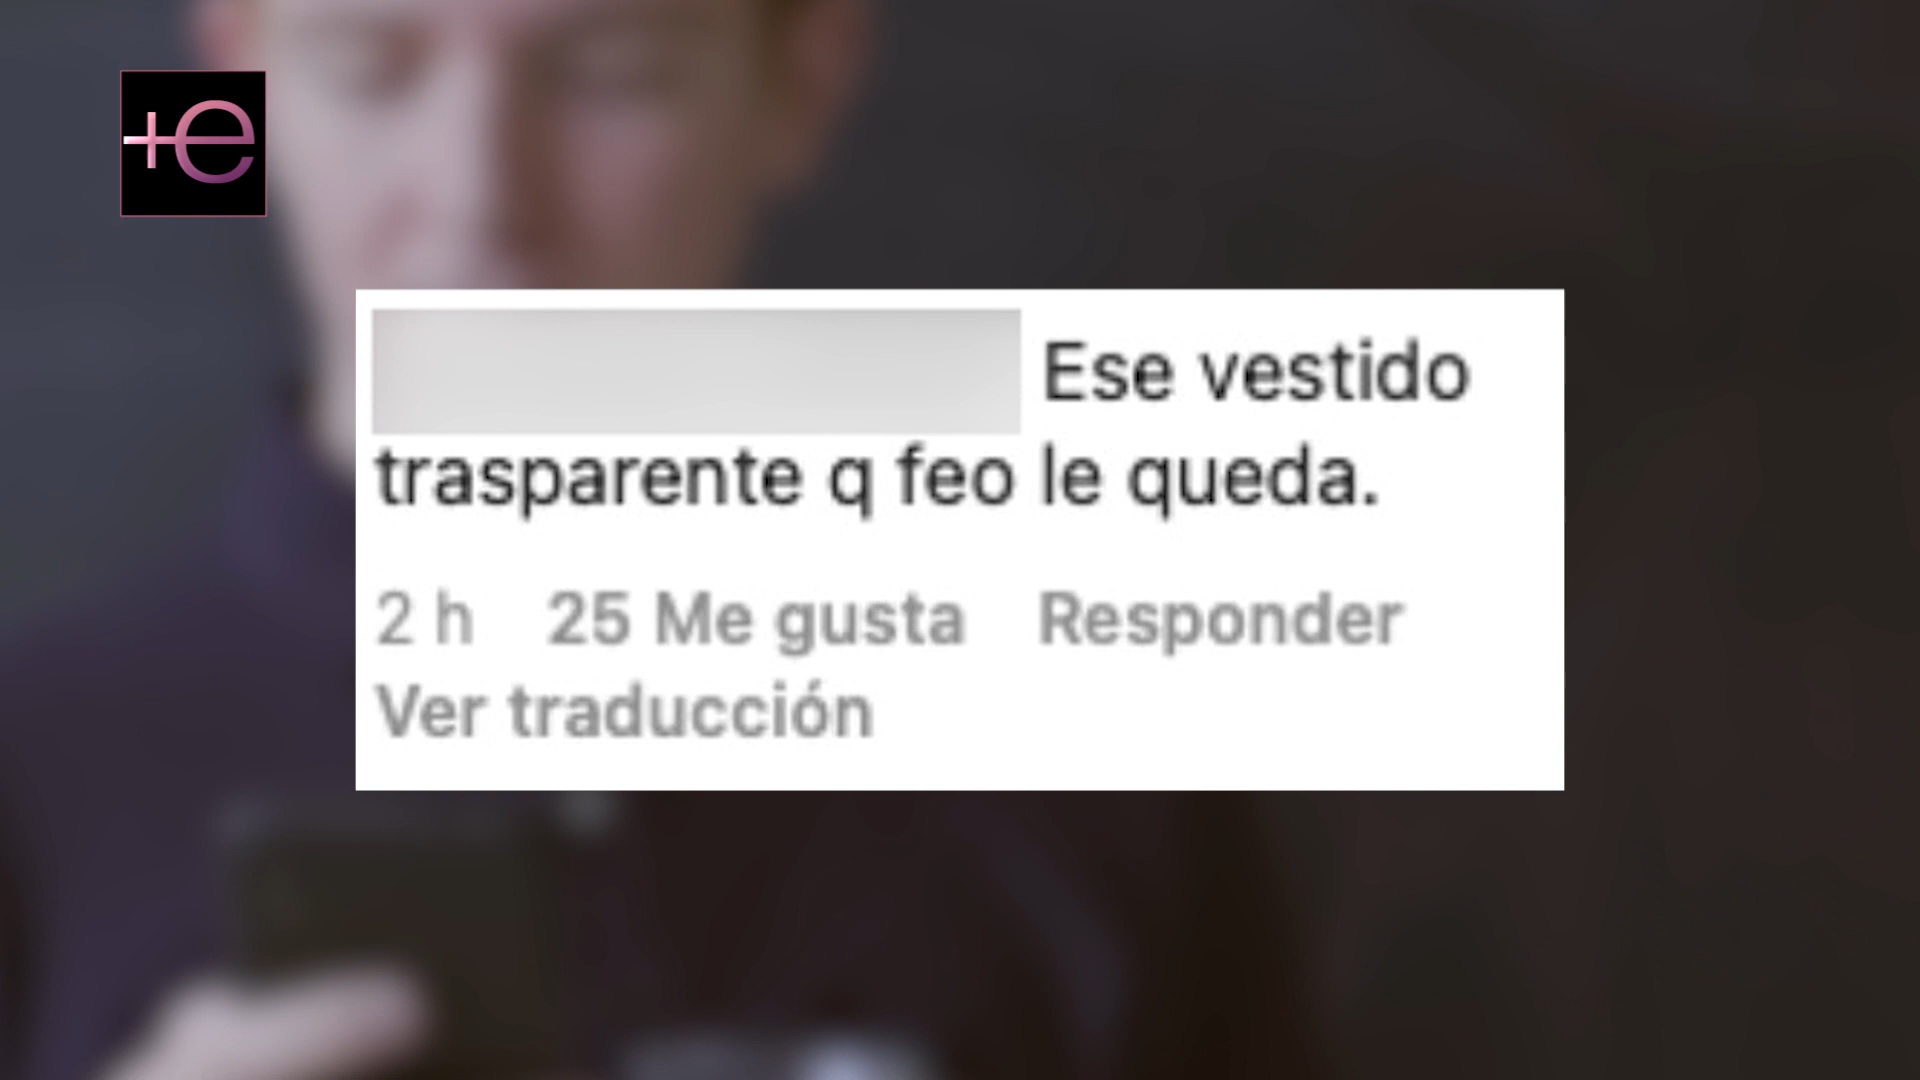 +e
Ese vestido
trasparente q feo le queda.
2 h 25 Me gusta Responder
Ver traducción